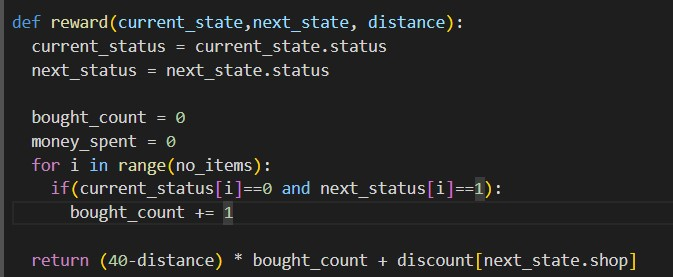 def reward(current_state,next_state, distance):
  current_status = current_state.status
  next_status = next_state.status

  bought_count = 0
  money_spent = 0
  for i in range(no_items):
    if(current_status[i]==0 and next_status[i]==1):
      bought_count += 1

  return (40-distance) * bought_count + discount[next_state.shop]